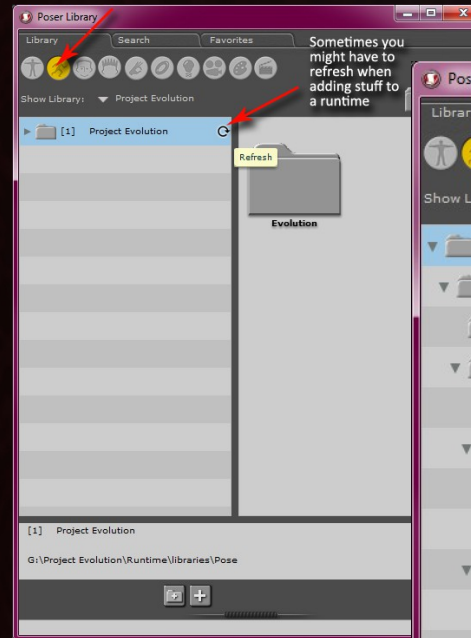 Poser Library
Library
Search
Favorites
Sometimes you
might have to
refresh when
adding stuff to
a runtime
Show Library:
Project Evolution
[1] Project Evolution
Refresh
Evolution
[1] Project Evolution
G:\Project Evolution\Runtime\libraries\Pose
Pos
Librar
Show L